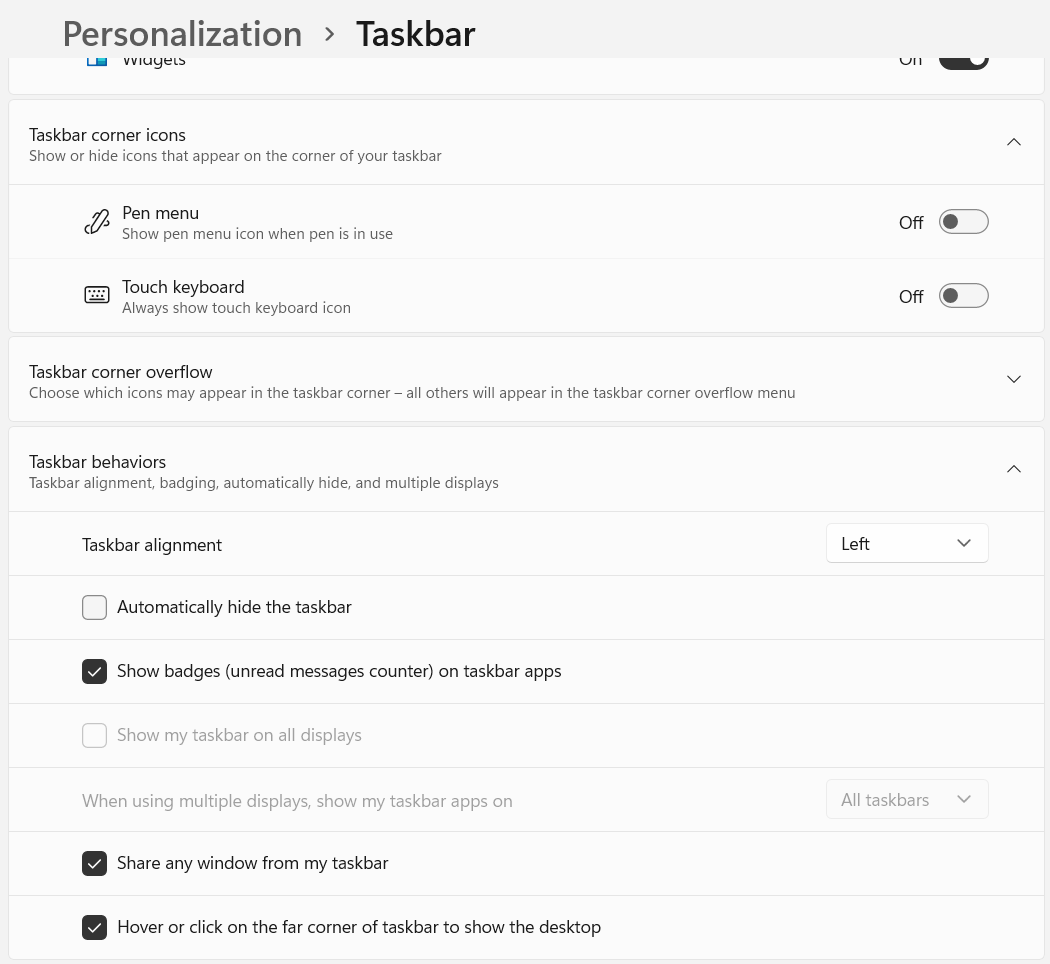 Personalization › Taskbar
Widgets
On
Taskbar corner icons
Show or hide icons that appear on the corner of your taskbar
Pen menu
Show pen menu icon when pen is in use
Off
Touch keyboard
Always show touch keyboard icon
Off
Taskbar corner overflow
Choose which icons may appear in the taskbar corner – all others will appear in the taskbar corner overflow menu
Taskbar behaviors
Taskbar alignment, badging, automatically hide, and multiple displays
Taskbar alignment
Left
Automatically hide the taskbar
Show badges (unread messages counter) on taskbar apps
Show my taskbar on all displays
When using multiple displays, show my taskbar apps on
All taskbars
Share any window from my taskbar
Hover or click on the far corner of taskbar to show the desktop